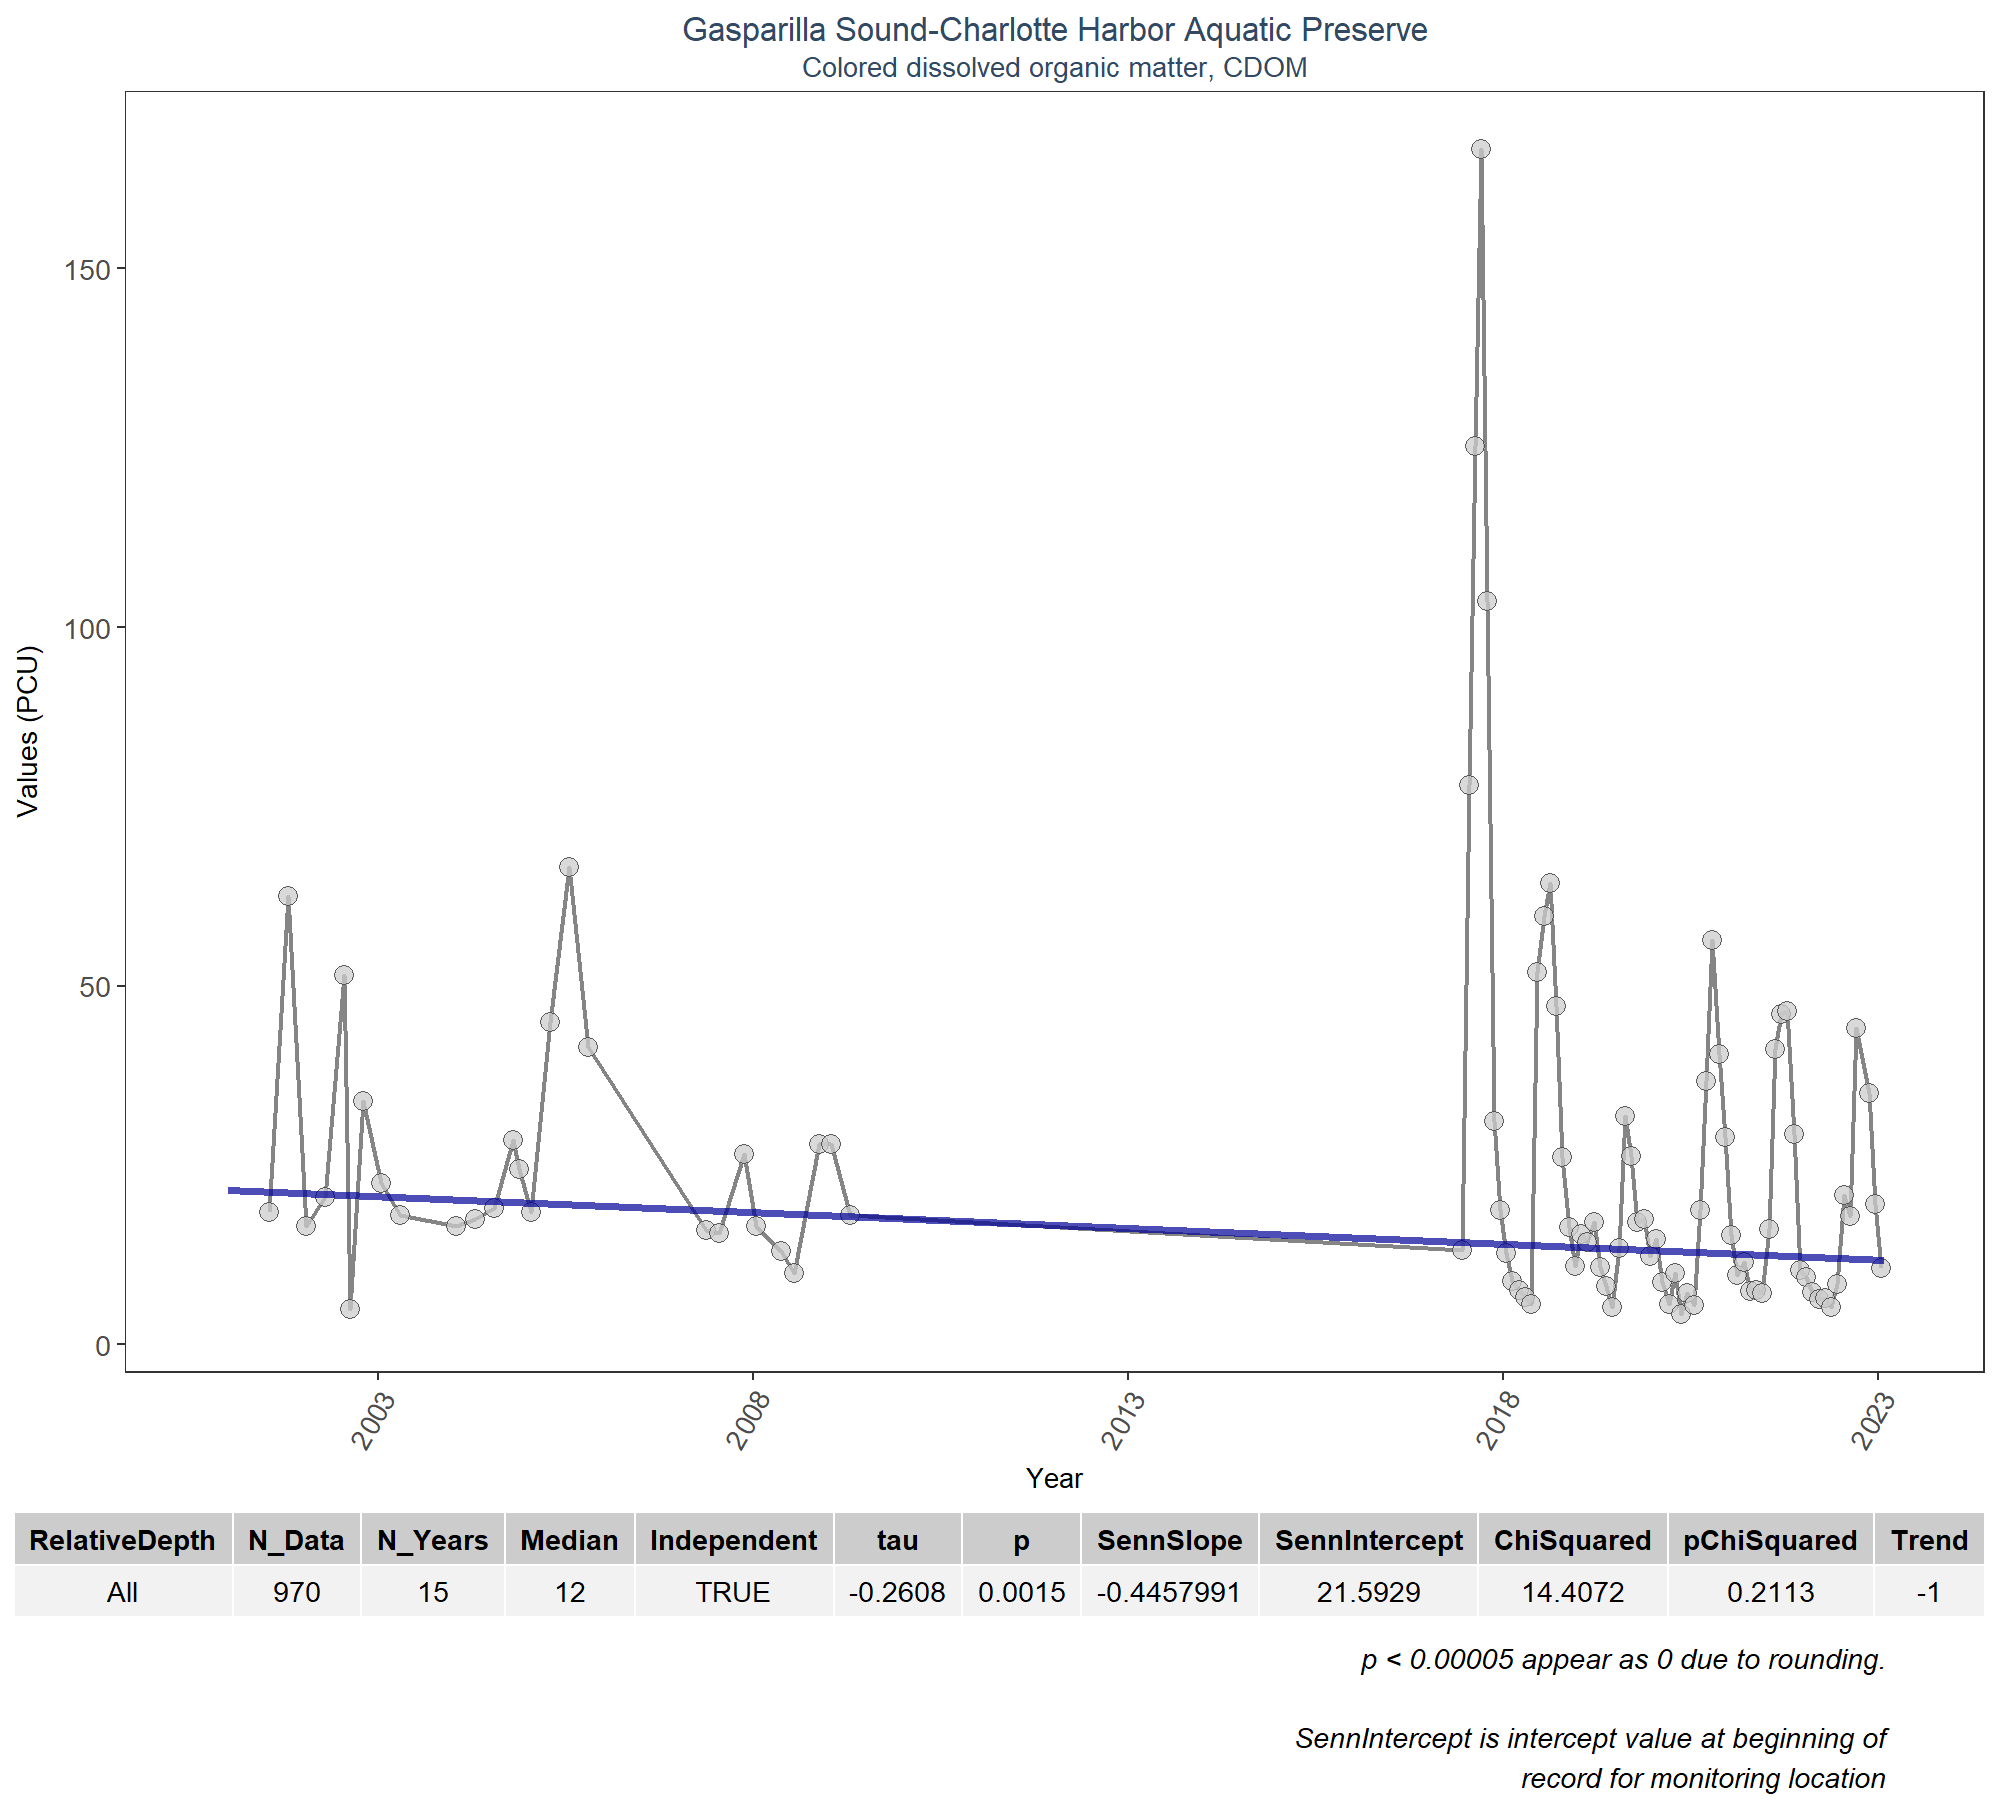 Gasparilla Sound-Charlotte Harbor Aquatic Preserve
Colored dissolved organic matter, CDOM
Values (PCU)
150
100
50
0
2003 2008 2013 2018 2023
Year
RelativeDepth N_Data N_Years Median Independent tau p SennSlope SennIntercept ChiSquared pChiSquared Trend
All 970 15 12 TRUE -0.2608 0.0015 -0.4457991 21.5929 14.4072 0.2113 -1
p < 0.00005 appear as 0 due to rounding.
SennIntercept is intercept value at beginning of
record for monitoring location